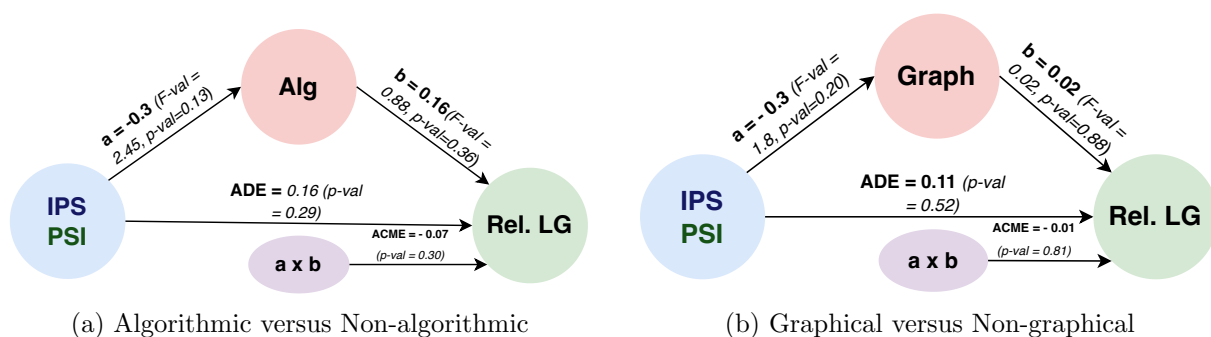 Alg
a = -0.3 (F-val =
2.45, p-val=0.13)
b = 0.16(F-val =
0.88, p-val=0.36)
IPS
PSI
ADE = 0.16 (p-val
= 0.29)
Rel. LG
ACME = - 0.07
(p-val = 0.30)
a x b
(a) Algorithmic versus Non-algorithmic
Graph
a = - 0.3 (F-val =
1.8, p-val=0.20)
b = 0.02 (F-val =
0.02, p-val=0.88)
IPS
PSI
ADE = 0.11 (p-val
= 0.52)
Rel. LG
ACME = - 0.01
(p-val = 0.81)
a x b
(b) Graphical versus Non-graphical